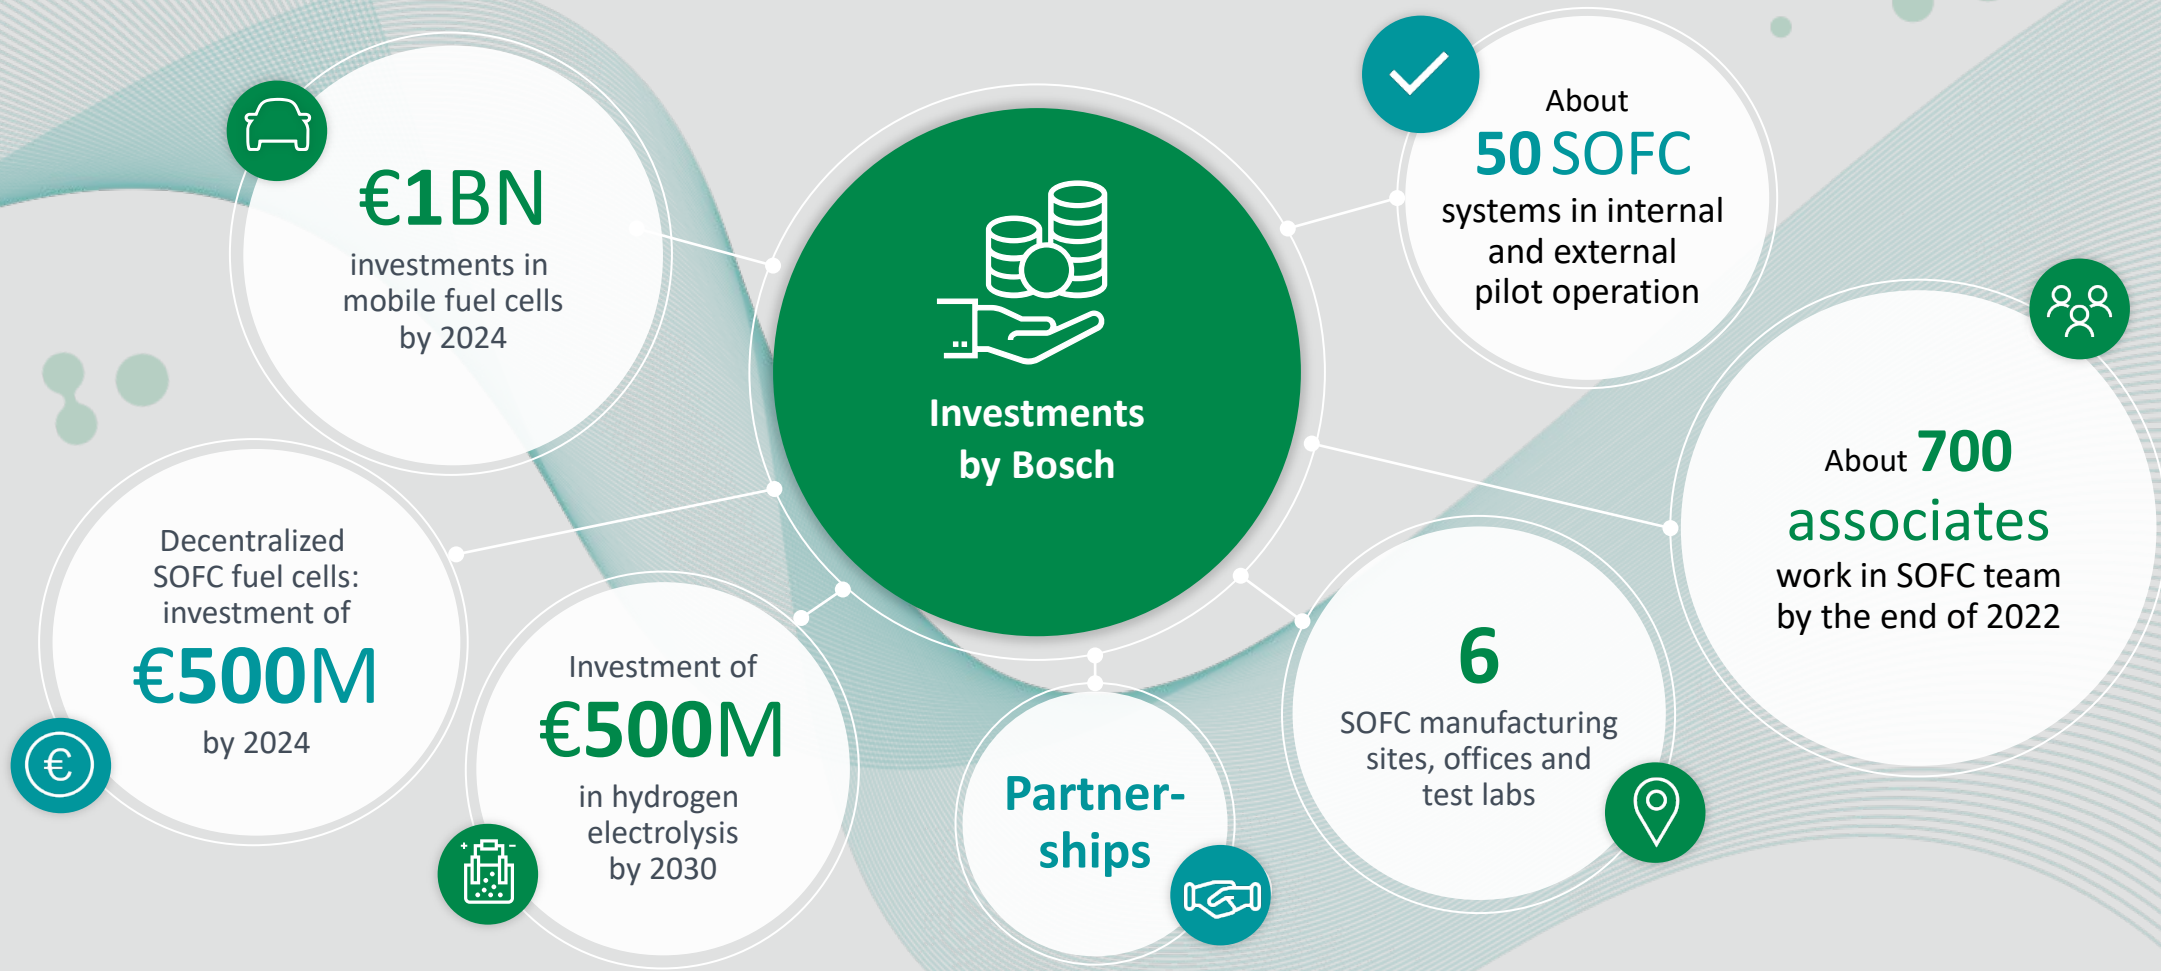 €1BN
investments in
mobile fuel cells
by 2024
Decentralized
SOFC fuel cells:
investment of
€500M
by 2024
€
Investment of
€500M
in hydrogen
electrolysis
by 2030
+ -
Investments
by Bosch
Partner-
ships
About
50 SOFC
systems in internal
and external
pilot operation
About 700
associates
work in SOFC team
by the end of 2022
6
SOFC manufacturing
sites, offices and
test labs